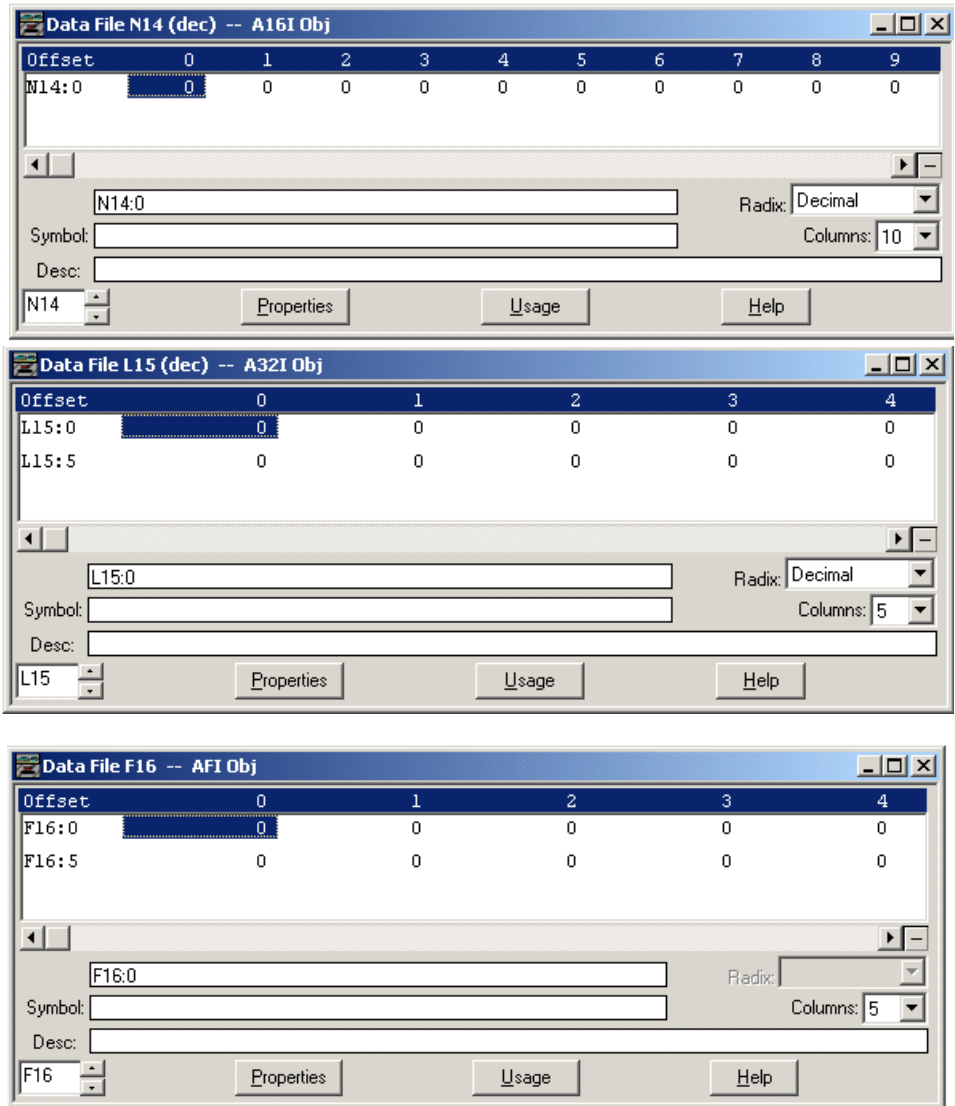 Data File N14 (dec) -- A16I Obj
Offset 0 1 2 3 4 5 6 7 8 9
N14:0 0 0 0 0 0 0 0 0 0 0
N14:0
Radix: Decimal
Symbol:
Columns: 10
Desc:
N14 Properties Usage Help
Data File L15 (dec) -- A32I Obj
Offset 0 1 2 3 4
L15:0 0 0 0 0 0
L15:5 0 0 0 0 0
L15:0
Radix: Decimal
Symbol:
Columns: 5
Desc:
L15 Properties Usage Help
Data File F16 -- AFI Obj
Offset 0 1 2 3 4
F16:0 0 0 0 0 0
F16:5 0 0 0 0 0
F16:0
Radix:
Symbol:
Columns: 5
Desc:
F16 Properties Usage Help